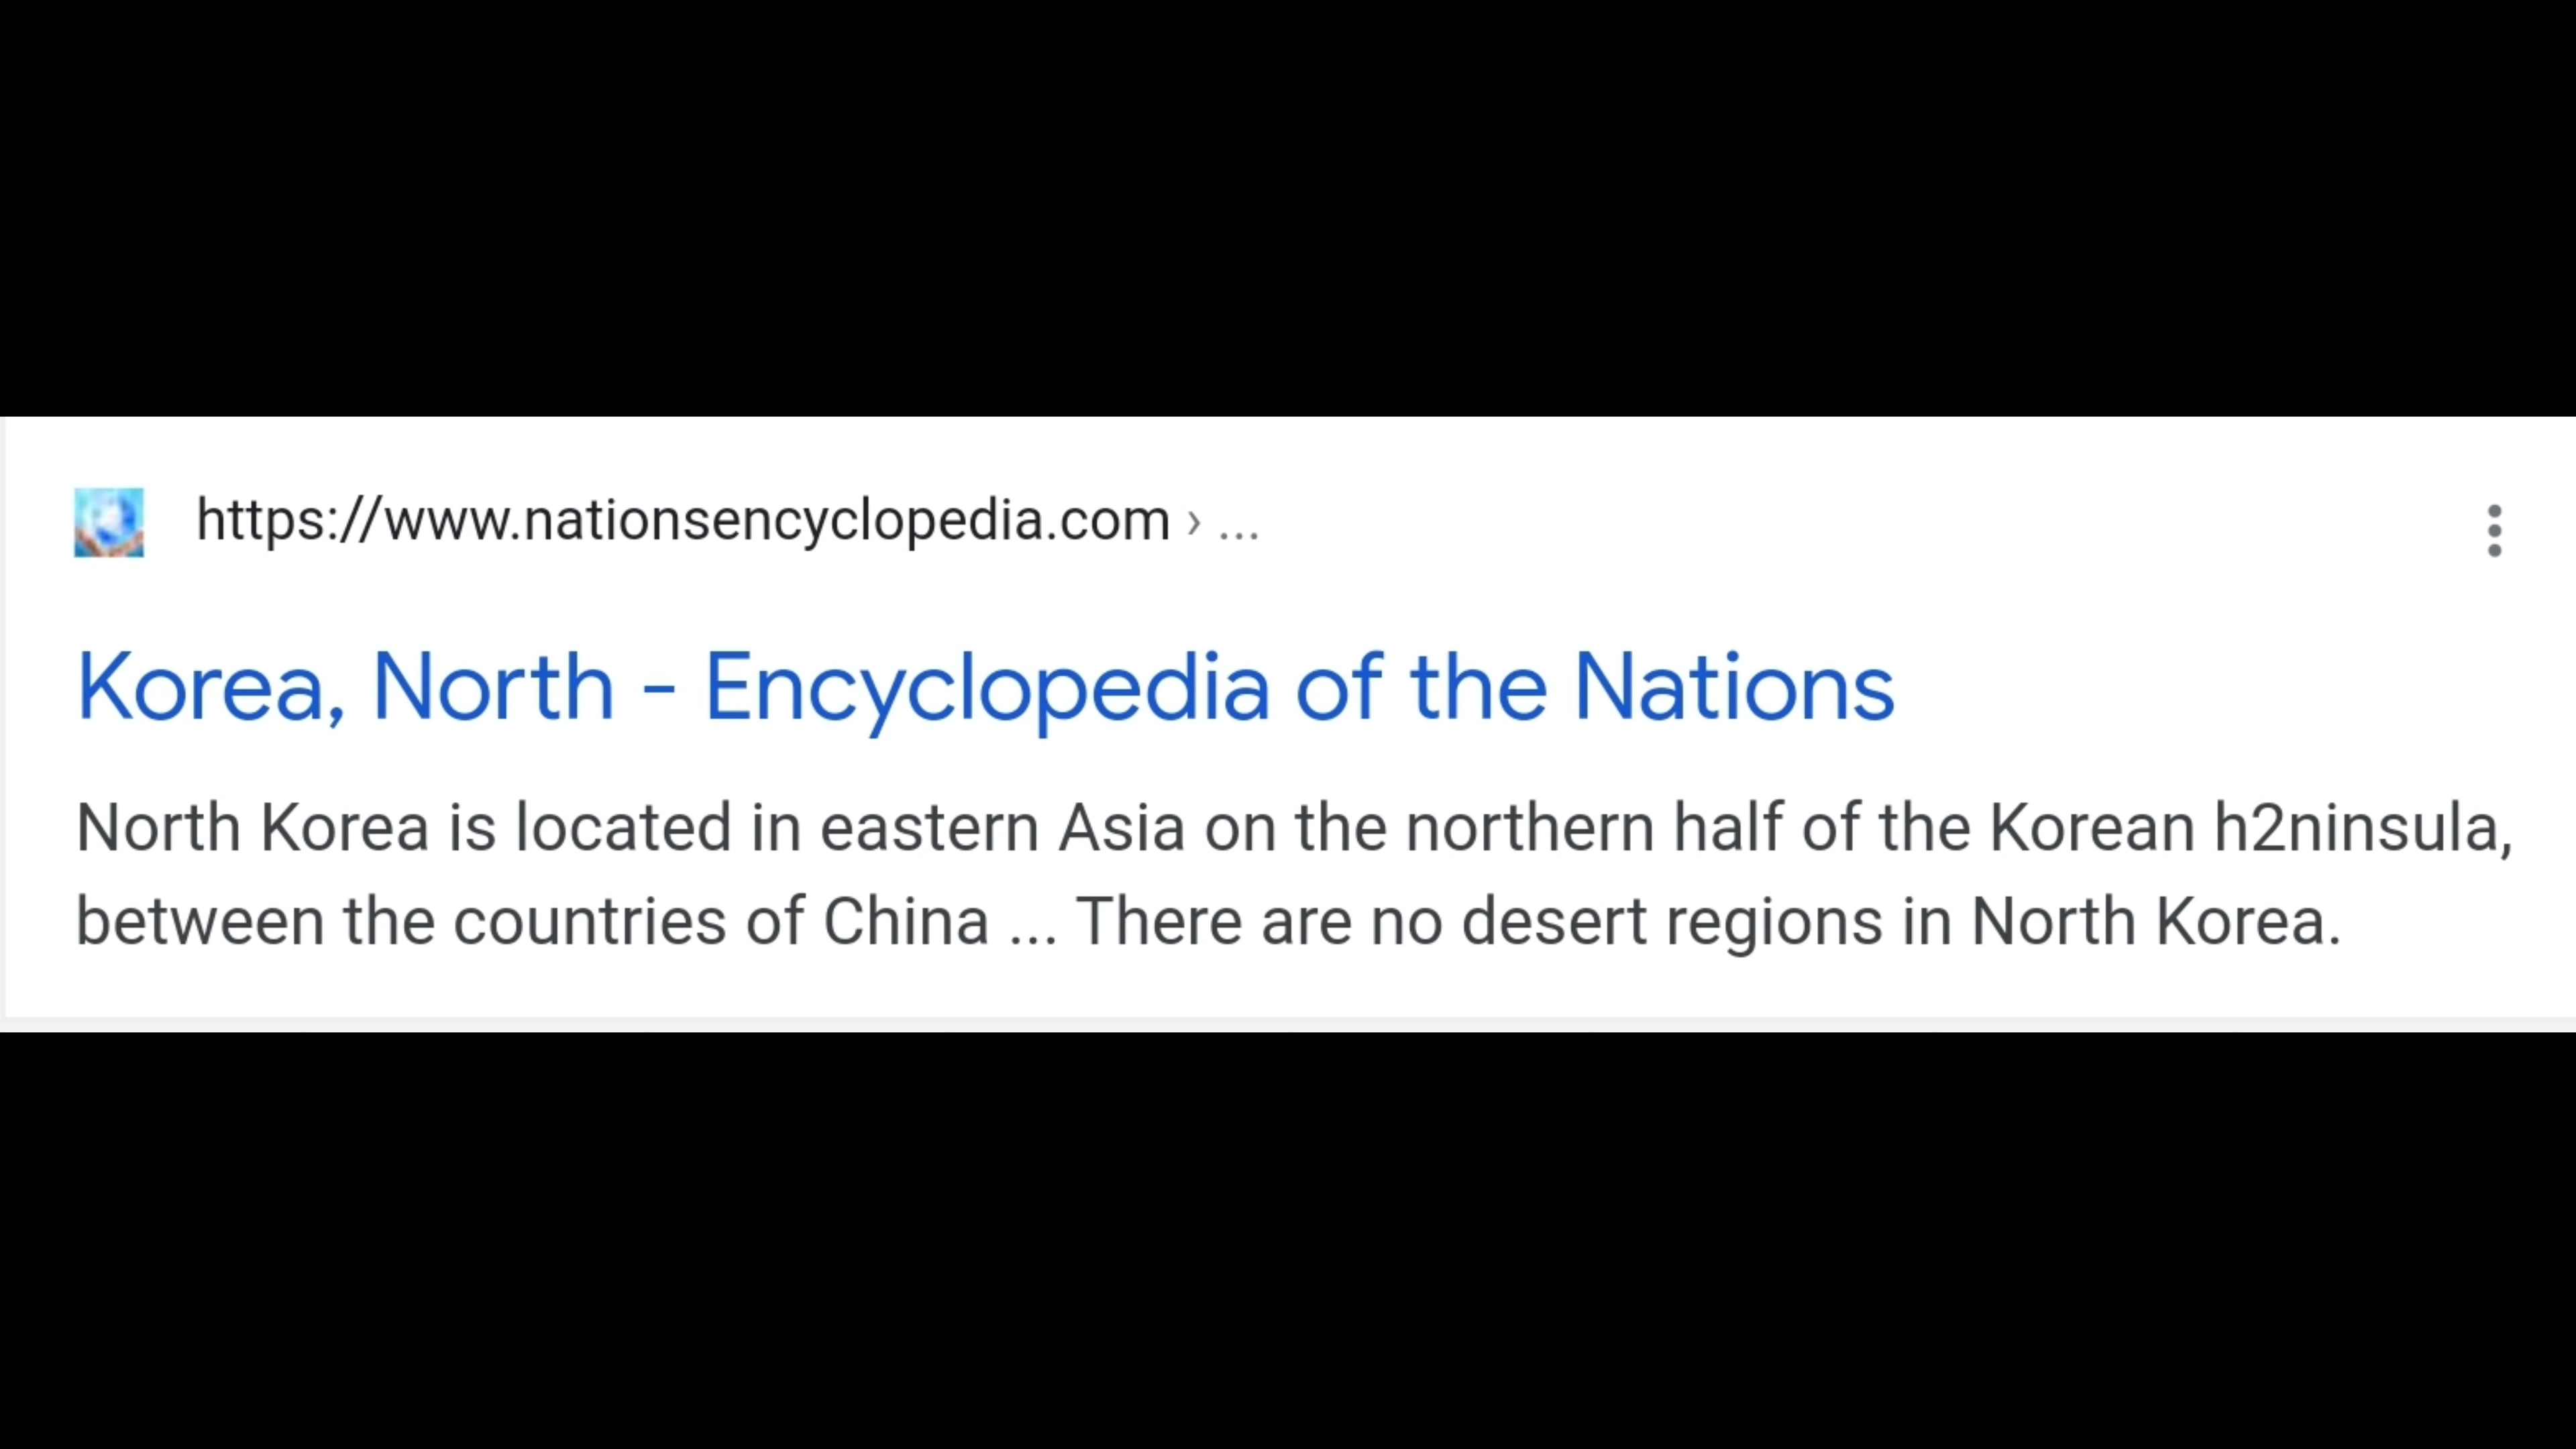 https://www.nationsencyclopedia.com › ...
Korea, North - Encyclopedia of the Nations
North Korea is located in eastern Asia on the northern half of the Korean h2ninsula,
between the countries of China ... There are no desert regions in North Korea.